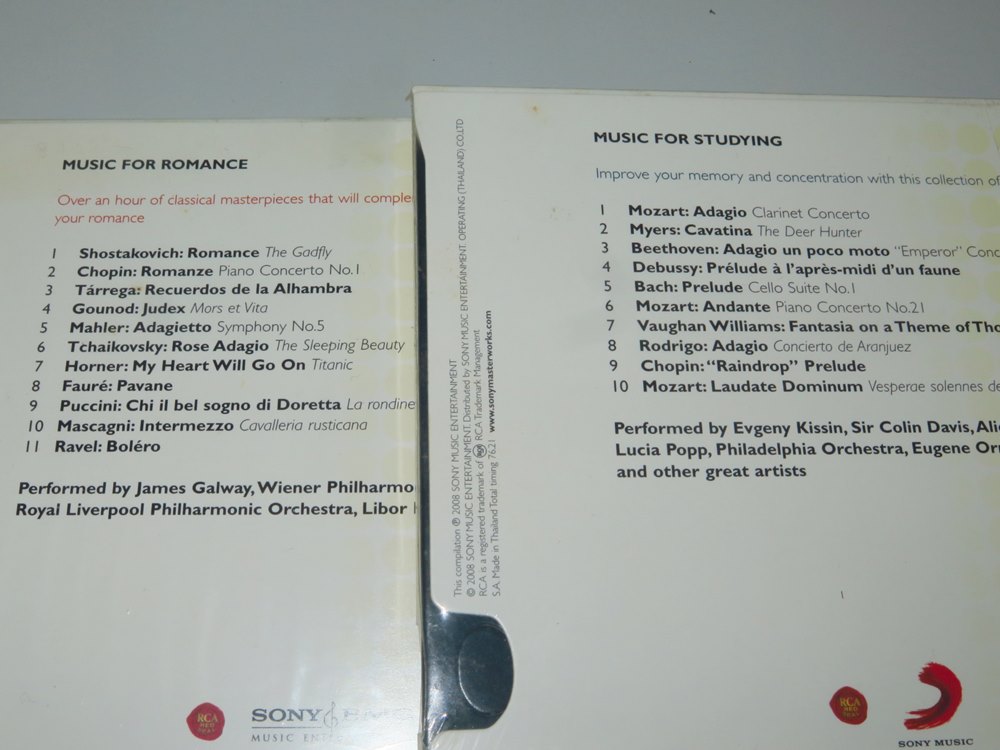 MUSIC FOR ROMANCE
Over an hour of classical masterpieces that will
your romance
1 Shostakovich: Romance The Gadfly
2 Chopin: Romanze Piano Concerto No.1
3 Tárrega: Recuerdos de la Alhambra
4 Gounod: Judex Mors et Vita
5 Mahler: Adagietto Symphony No.5
6 Tchaikovsky: Rose Adagio The Sleeping Beauty
7 Horner: My Heart Will Go On Titanic
8 Fauré: Pavane
9 Puccini: Chi il bel sogno di Doretta La rondine
10 Mascagni: Intermezzo Cavalleria rusticana
11 Ravel: Boléro
Performed by James Galway, Wiener
Royal Liverpool Philharmonic Orchestra, Libor
RCA
RED
SEAL
SONY
MUSIC
This compilation ℗ 2008 SONY MUSIC ENTERTAINMENT
© 2008 SONY MUSIC ENTERTAINMENT. Distributed by SONY MUSIC ENTERTAINMENT OPERATING (THAILAND) CO.,LTD
RCA is a registered trademark of RCA Trademark Management
S.A. Made in Thailand Total timing 76.21 www.sonymasterworks.com
MUSIC FOR STUDYING
Improve your memory and concentration with this collection of
1 Mozart: Adagio Clarinet Concerto
2 Myers: Cavatina The Deer Hunter
3 Beethoven: Adagio un poco moto "Emperor"
4 Debussy: Prélude à l'après-midi d'un faune
5 Bach: Prelude Cello Suite No.1
6 Mozart: Andante Piano Concerto No.21
7 Vaughan Williams: Fantasia on a Theme of
8 Rodrigo: Adagio Concierto de Aranjuez
9 Chopin: "Raindrop" Prelude
10 Mozart: Laudate Dominum Vesperae solennes de
Performed by Evgeny Kissin, Sir Colin Davis,
Lucia Popp, Philadelphia Orchestra, Eugene
and other great artists
RCA
RED
SEAL
SONY MUSIC